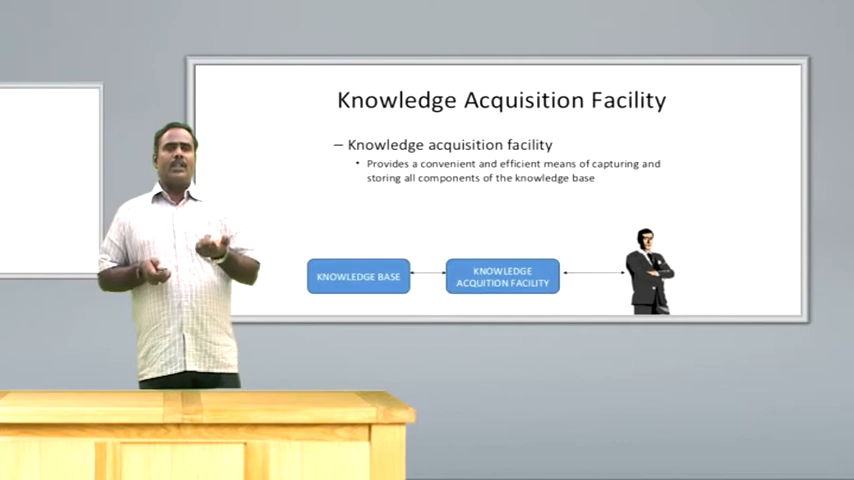 Knowledge Acquisition Facility
– Knowledge acquisition facility
• Provides a convenient and efficient means of capturing and
storing all components of the knowledge base
KNOWLEDGE BASE
KNOWLEDGE
ACQUITION FACILITY